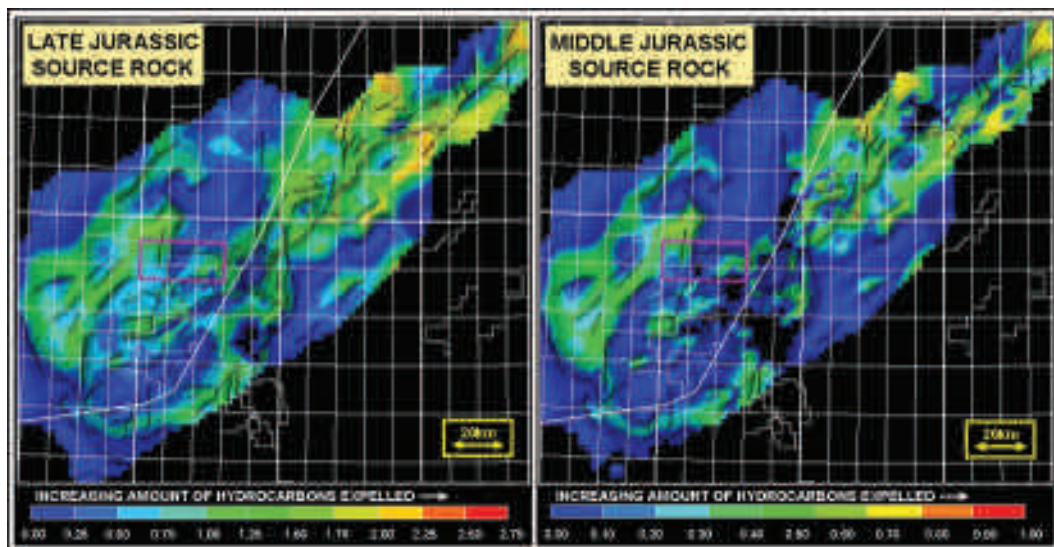 LATE JURASSIC
SOURCE ROCK
20km
INCREASING AMOUNT OF HYDROCARBONS EXPELLED
0.00 0.25 0.50 0.75 1.00 1.25 1.50 1.75 2.00 2.25 2.50 2.75
MIDDLE JURASSIC
SOURCE ROCK
20km
INCREASING AMOUNT OF HYDROCARBONS EXPELLED
0.00 0.10 0.20 0.30 0.40 0.50 0.60 0.70 0.80 0.90 1.00